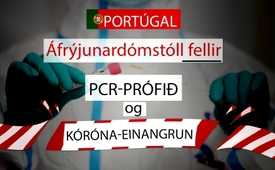 PORTÚGAL
Áfrýjunardómstóll fellir
PCR-PRÓFIÐ
og
KÓRÓNA-EINANGRUN